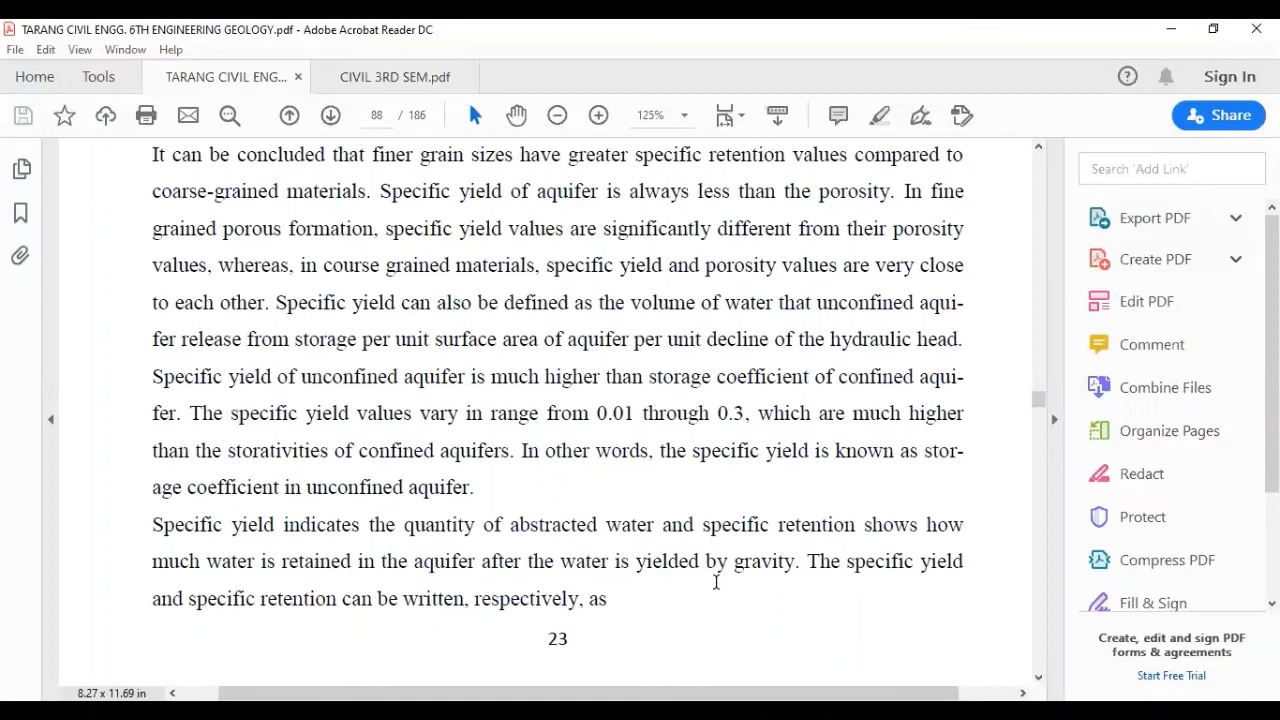 TARANG CIVIL ENGG. 6TH ENGINEERING GEOLOGY.pdf - Adobe Acrobat Reader DC
File Edit View Window Help
Home Tools TARANG CIVIL ENG... × CIVIL 3RD SEM.pdf Sign In
88 / 186 125% Share
It can be concluded that finer grain sizes have greater specific retention values compared to
coarse-grained materials. Specific yield of aquifer is always less than the porosity. In fine
grained porous formation, specific yield values are significantly different from their porosity
values, whereas, in course grained materials, specific yield and porosity values are very close
to each other. Specific yield can also be defined as the volume of water that unconfined aqui-
fer release from storage per unit surface area of aquifer per unit decline of the hydraulic head.
Specific yield of unconfined aquifer is much higher than storage coefficient of confined aqui-
fer. The specific yield values vary in range from 0.01 through 0.3, which are much higher
than the storativities of confined aquifers. In other words, the specific yield is known as stor-
age coefficient in unconfined aquifer.
Specific yield indicates the quantity of abstracted water and specific retention shows how
much water is retained in the aquifer after the water is yielded by gravity. The specific yield
and specific retention can be written, respectively, as
23
8.27 x 11.69 in
Search 'Add Link'
Export PDF
Create PDF
Edit PDF
Comment
Combine Files
Organize Pages
Redact
Protect
Compress PDF
Fill & Sign
Create, edit and sign PDF
forms & agreements
Start Free Trial